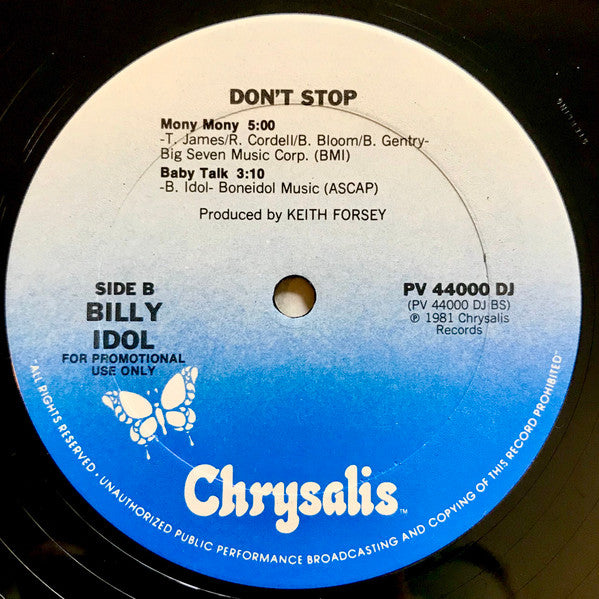 DON'T STOP
Mony Mony 5:00
-T. James/R. Cordell/B. Bloom/B. Gentry-
Big Seven Music Corp. (BMI)
Baby Talk 3:10
-B. Idol- Boneidol Music (ASCAP)
Produced by KEITH FORSEY
SIDE B
BILLY
IDOL
FOR PROMOTIONAL
USE ONLY
PV 44000 DJ
(PV 44000 DJ BS)
℗ 1981 Chrysalis
Records
Chrysalis™
·ALL RIGHTS RESERVED · UNAUTHORIZED PUBLIC PERFORMANCE BROADCASTING AND COPYING OF THIS RECORD PROHIBITED·